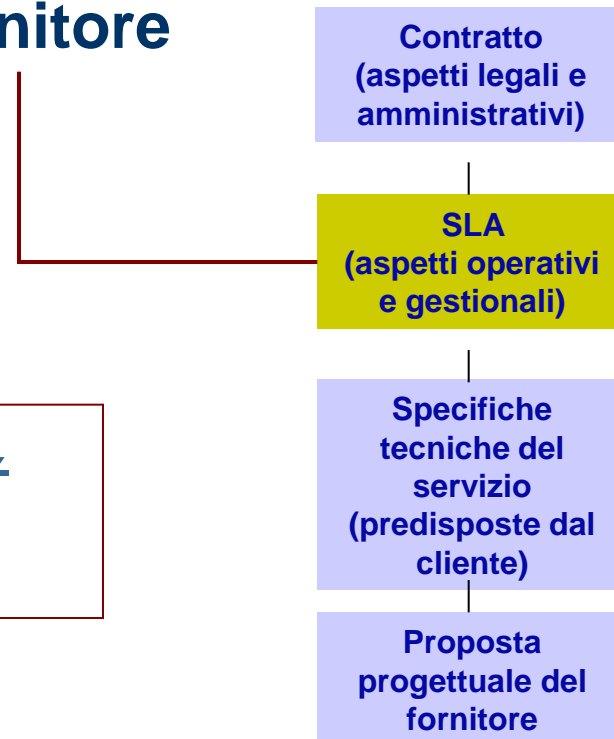 nitore
Contratto
(aspetti legali e
amministrativi)
SLA
(aspetti operativi
e gestionali)
Specifiche
tecniche del
servizio
(predisposte dal
cliente)
Proposta
progettuale del
fornitore